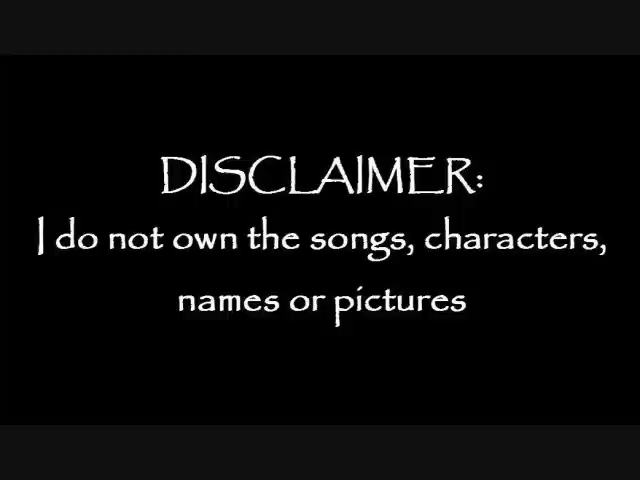 DISCLAIMER:
I do not own the songs, characters,
names or pictures